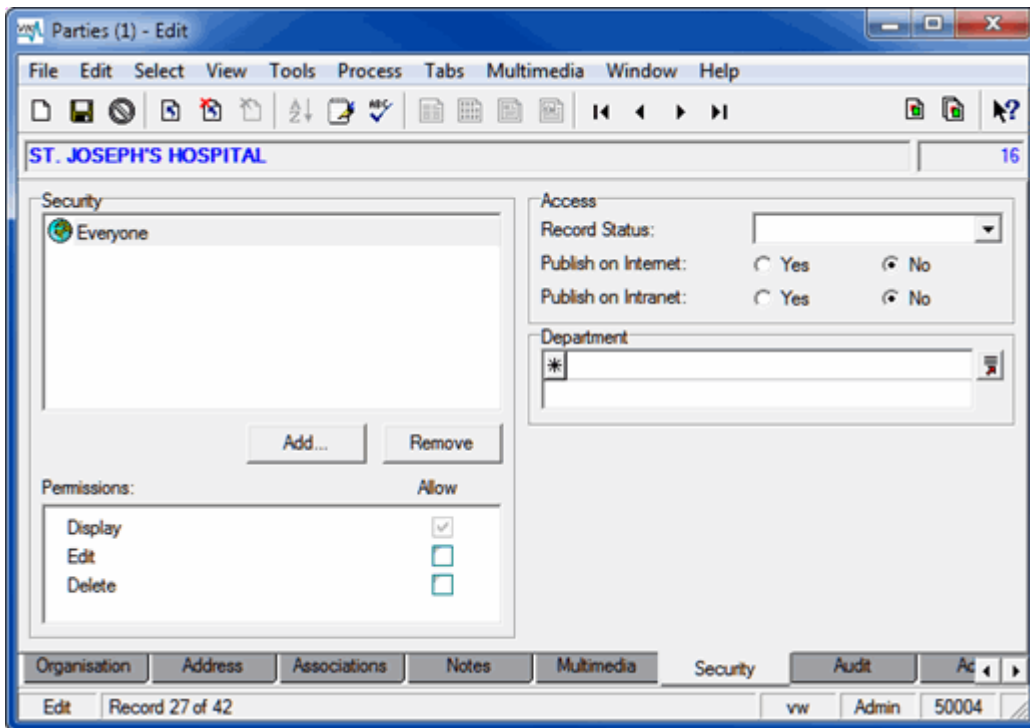 Parties (1) - Edit
File Edit Select View Tools Process Tabs Multimedia Window Help
ST. JOSEPH'S HOSPITAL 16
Security
Everyone
Add... Remove
Permissions: Allow
Display
Edit
Delete
Access
Record Status:
Publish on Internet: Yes No
Publish on Intranet: Yes No
Department
Organisation Address Associations Notes Multimedia Security Audit Ac
Edit Record 27 of 42 vw Admin 50004